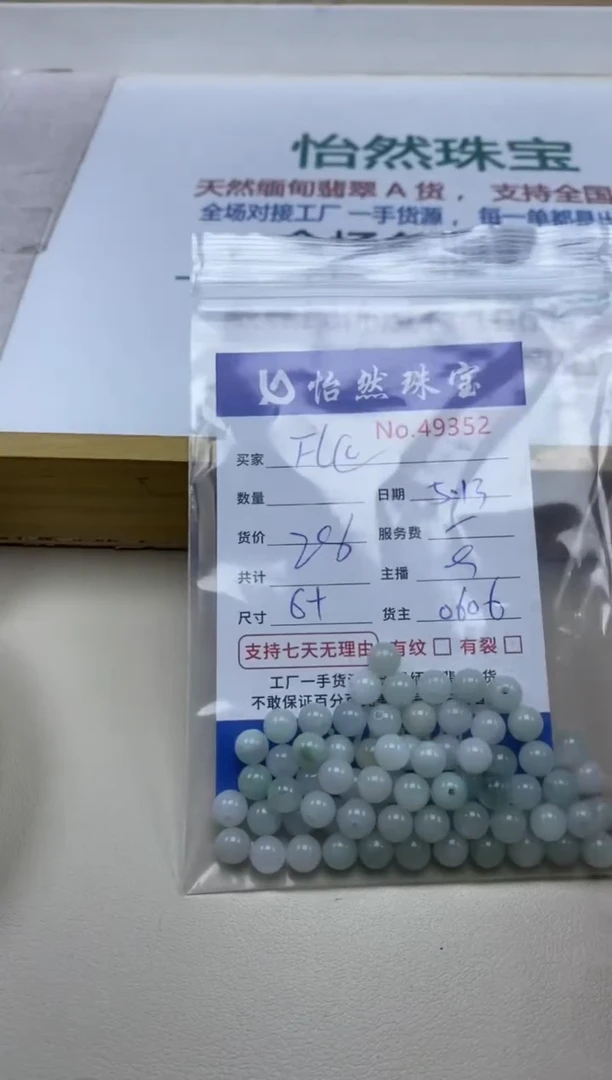 怡然珠宝
天然缅甸翡翠A货，支持全国
全场对接工厂一手货源，每一单都是
怡然珠宝
No.49352
买家 FLC
数量 日期 5.13
货价 296 服务费
共计 主播
尺寸 6+ 货主 0606
支持七天无理由 有纹 □ 有裂 □
工厂一手货 货
不敢保证百分